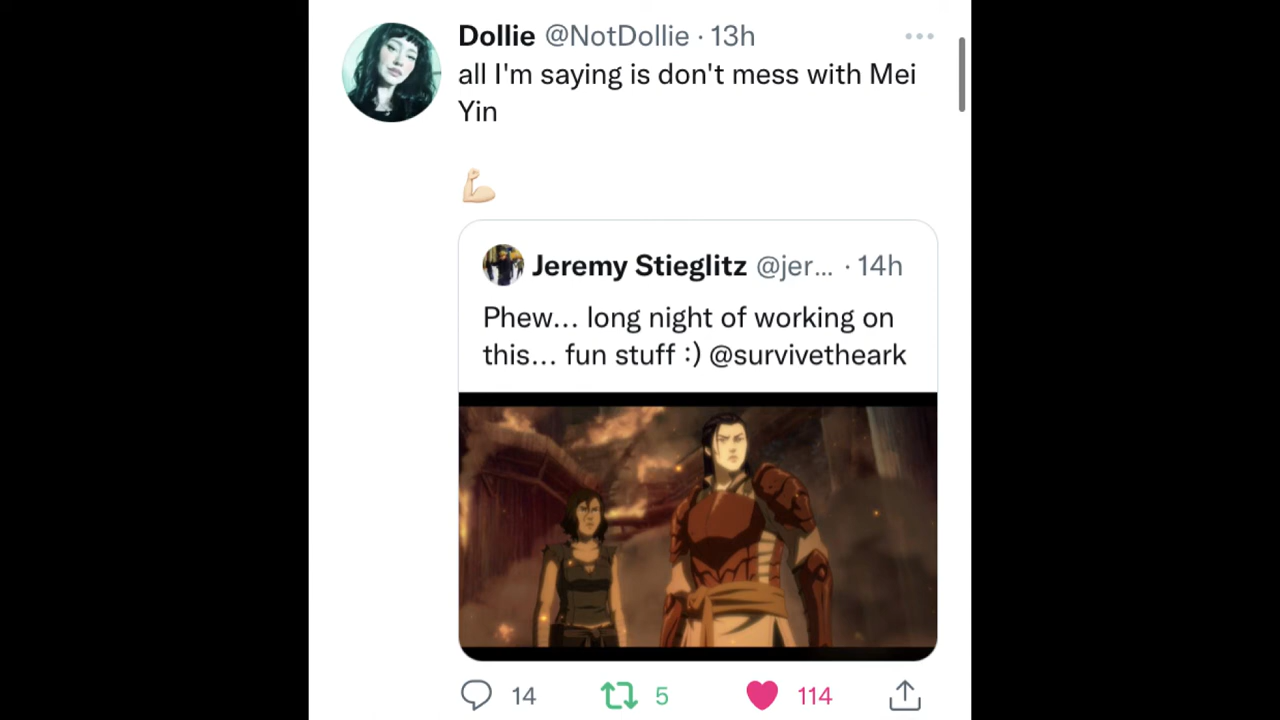 Dollie @NotDollie · 13h
all I'm saying is don't mess with Mei
Yin
💪🏻
Jeremy Stieglitz @jer... · 14h
Phew... long night of working on
this... fun stuff :) @survivetheark
14 5 114